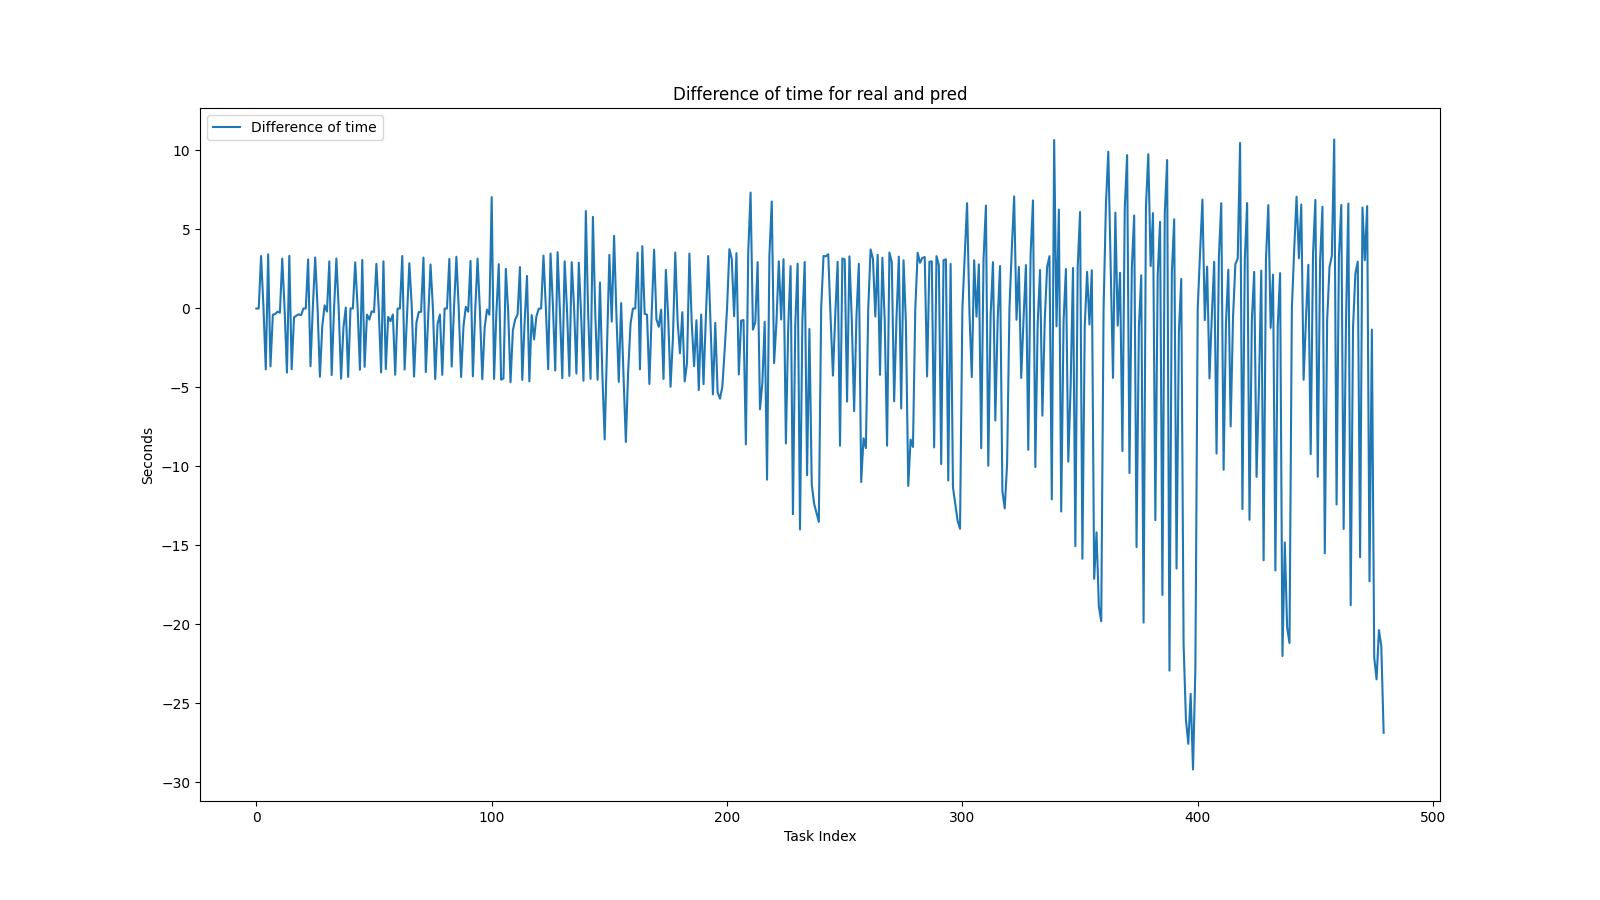 Difference of time for real and pred
Difference of time
10
5
0
−5
−10
−15
−20
−25
−30
Seconds
0 100 200 300 400 500
Task Index